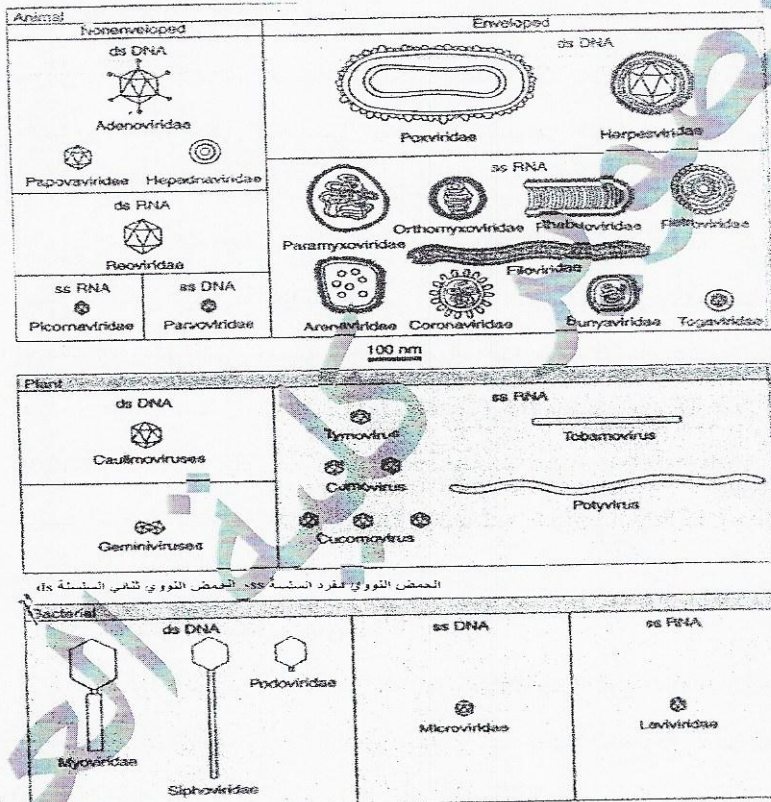 Animal
Nonenveloped
Enveloped
ds DNA
Adenoviridae
Papovaviridae Hepadnaviridae
ds RNA
Reoviridae
ss RNA
Picornaviridae
ss DNA
Parvoviridae
ds DNA
Poxviridae Herpesviridae
ss RNA
Paramyxoviridae
Orthomyxoviridae Rhabdoviridae Retroviridae
Filoviridae
Arenaviridae Coronaviridae Bunyaviridae Togaviridae
100 nm
Plant
ds DNA
Caulimoviruses
Geminiviruses
ss RNA
Tymovirus
Tobamovirus
Comovirus
Potyvirus
Cucomovirus
الحمض النووي مفرد السلسلة ss، الحمض النووي ثنائي السلسلة ds
Bacterial
ds DNA
Myoviridae
Siphoviridae
Podoviridae
ss DNA
Microviridae
ss RNA
Leviviridae